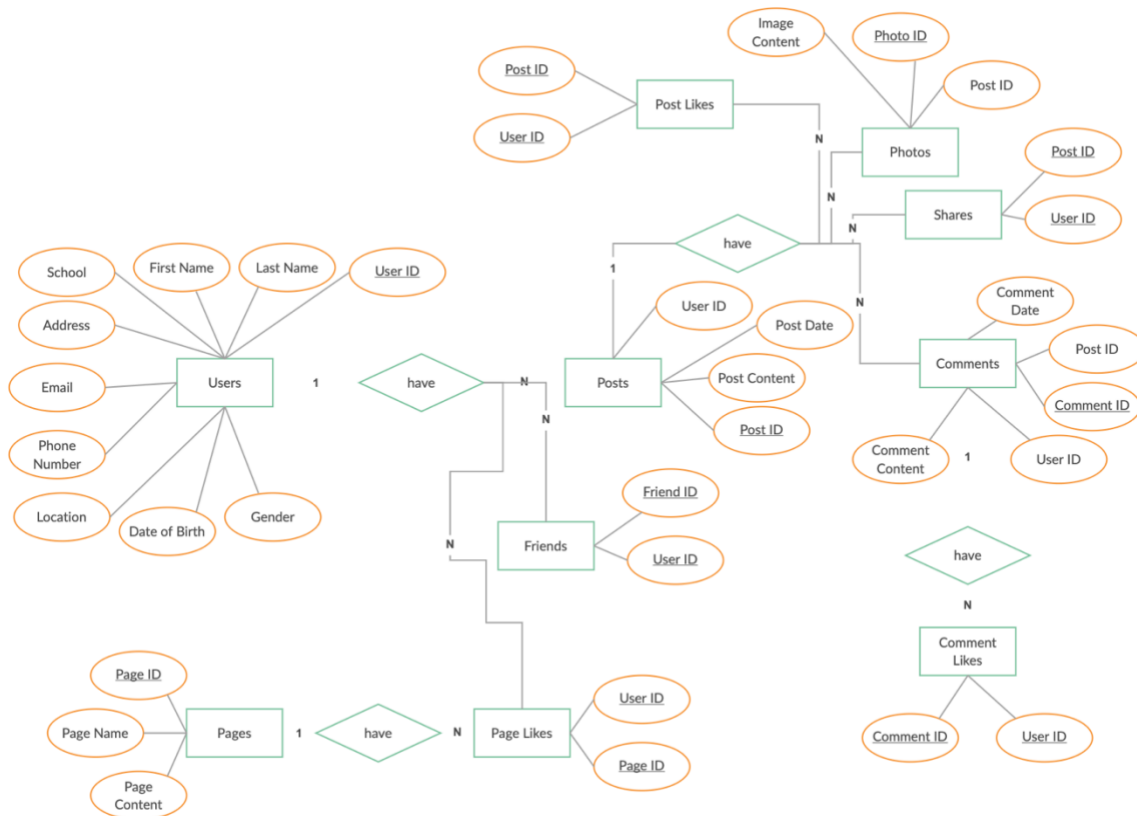 Image
Content
Photo ID
Post ID
Post ID
Post Likes
User ID
Photos
N
N
Post ID
Shares
User ID
N
have
1
N
School
First Name
Last Name
User ID
Address
Email
Phone
Number
Location
Date of Birth
Gender
Users
1
have
N
N
N
User ID
Post Date
Posts
Post Content
Post ID
Comment
Date
Comments
Post ID
Comment ID
Comment
Content
1
User ID
Friend ID
Friends
User ID
have
N
Comment
Likes
Comment ID
User ID
Page ID
Page Name
Pages
1
have
N
Page Likes
User ID
Page ID
Page
Content